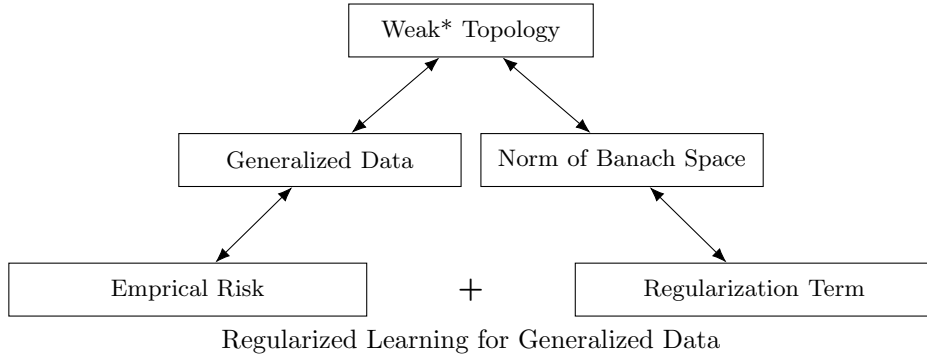 Weak* Topology
Generalized Data
Norm of Banach Space
Emprical Risk
+
Regularization Term
Regularized Learning for Generalized Data